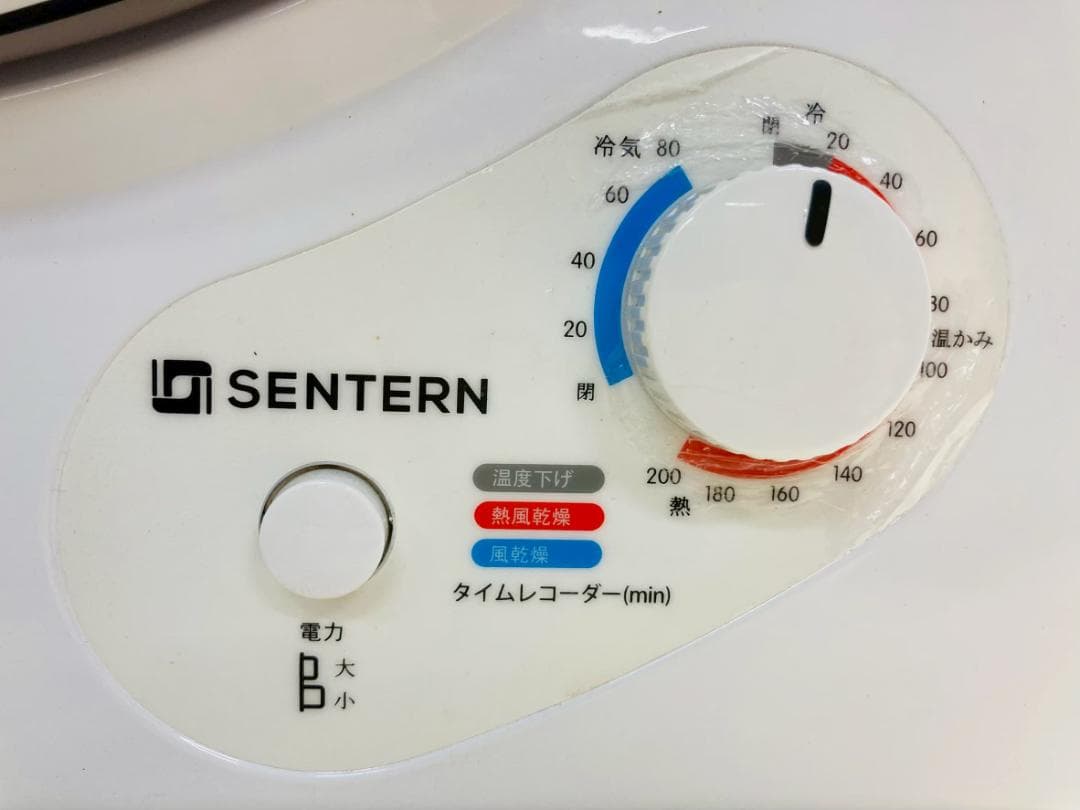 冷
閉
20
冷気 80
40
60
60
80
40
温かみ
100
20
閉
120
SENTERN
140
200
180
160
温度下げ
熱
熱風乾燥
風乾燥
タイムレコーダー(min)
電力
大
小